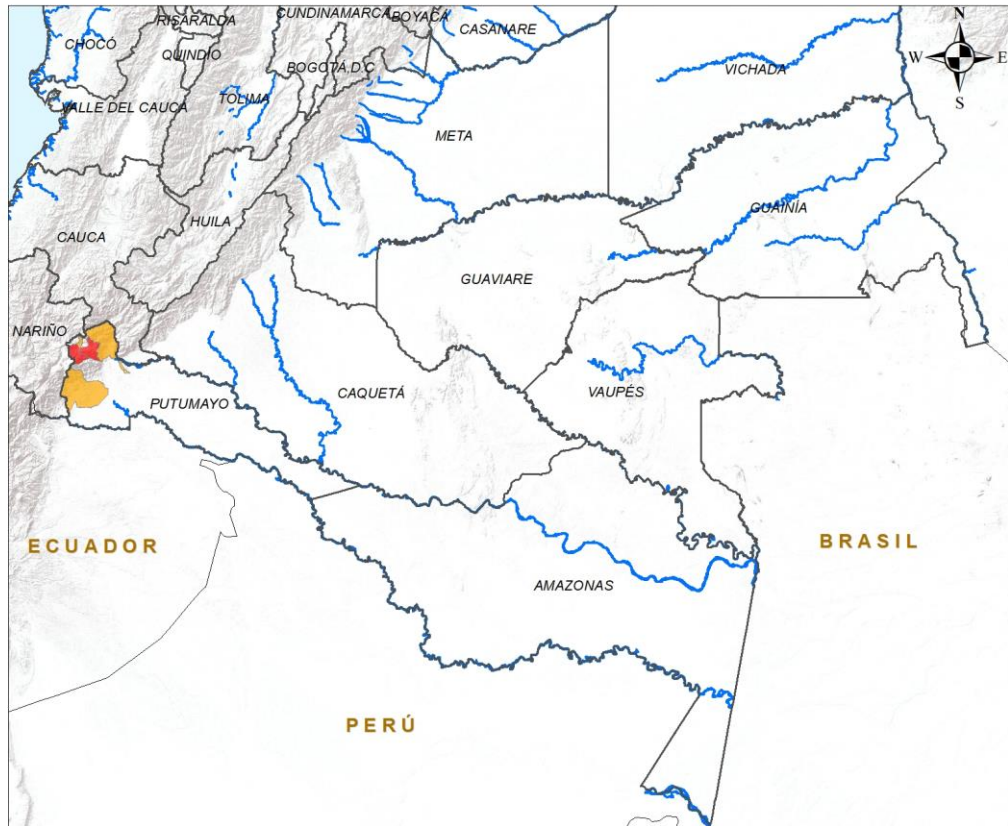 CUNDINAMARCA
BOYACÁ
RISARALDA
CASANARE
N
CHOCÓ
QUINDIO
BOGOTÁ D.C
W
E
VICHADA
S
VALLE DEL CAUCA
TOLIMA
META
GUAINÍA
HUILA
CAUCA
GUAVIARE
NARIÑO
CAQUETÁ
VAUPÉS
PUTUMAYO
ECUADOR
BRASIL
AMAZONAS
PERÚ